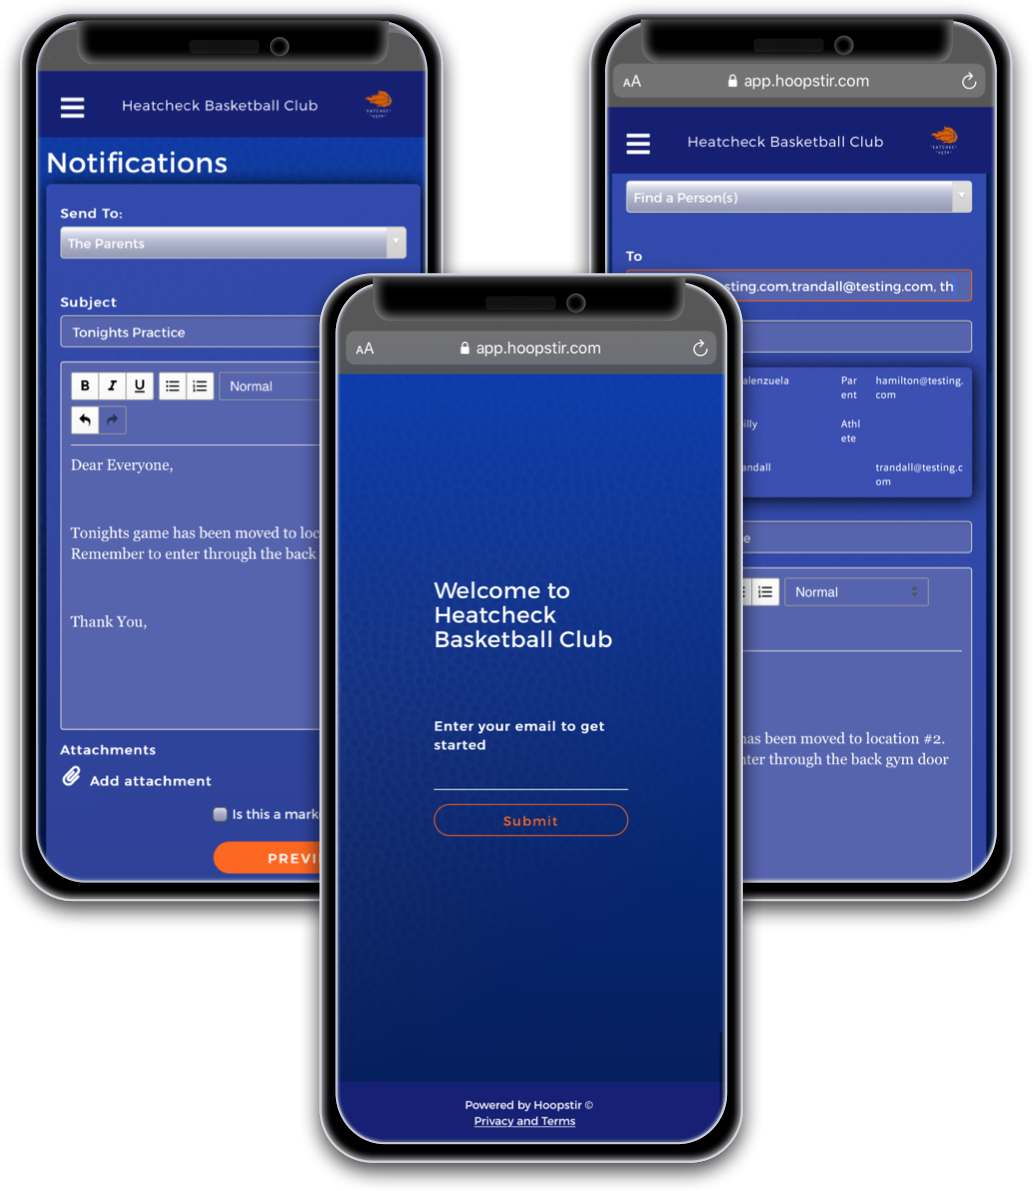 Heatcheck Basketball Club
Notifications
Send To:
The Parents
Subject
Tonights Practice
B I U
Normal
Dear Everyone,
Tonights game has been moved to loc
Remember to enter through the back
Thank You,
Attachments
Add attachment
Is this a mark
PREVI
AA
app.hoopstir.com
Welcome to
Heatcheck
Basketball Club
Enter your email to get
started
Submit
Powered by Hoopstir ©
Privacy and Terms
AA
app.hoopstir.com
Heatcheck Basketball Club
Find a Person(s)
To
sting.com,trandall@testing.com, th
alenzuela Par hamilton@testing.
ent com
illy Athl
ete
andall trandall@testing.c
om
e
Normal
has been moved to location #2.
nter through the back gym door